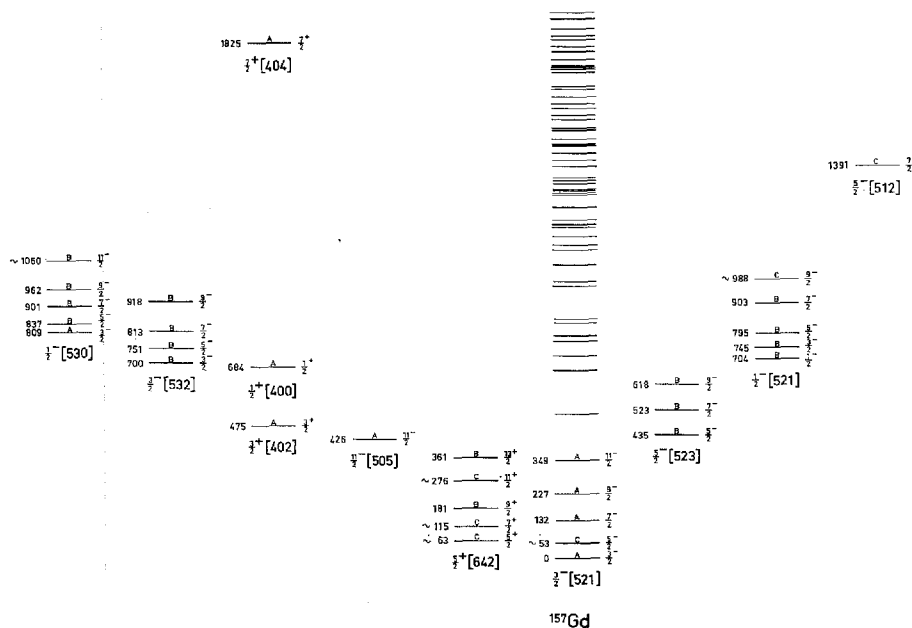 1825 A 7/2+
7/2+[404]
1391 C 7/2
5/2-[512]
~1060 B 11/2-
962 B 9/2-
901 B 7/2-
837 B 5/2-
809 A 3/2-
1/2-[530]
918 B 9/2-
813 B 7/2-
751 B 5/2-
700 B 3/2-
3/2-[532]
684 A 1/2+
1/2+[400]
475 A 3/2+
3/2+[402]
426 A 11/2-
11/2-[505]
361 B 13/2+
~276 C 11/2+
181 B 9/2+
~115 C 7/2+
~63 C 5/2+
5/2+[642]
349 A 11/2-
227 A 9/2-
132 A 7/2-
~53 C 5/2-
0 A 3/2-
3/2-[521]
618 B 9/2-
523 B 7/2-
435 B 5/2-
5/2-[523]
~988 C 9/2-
903 B 7/2-
795 B 5/2-
745 B 3/2-
704 B 1/2-
1/2-[521]
157Gd